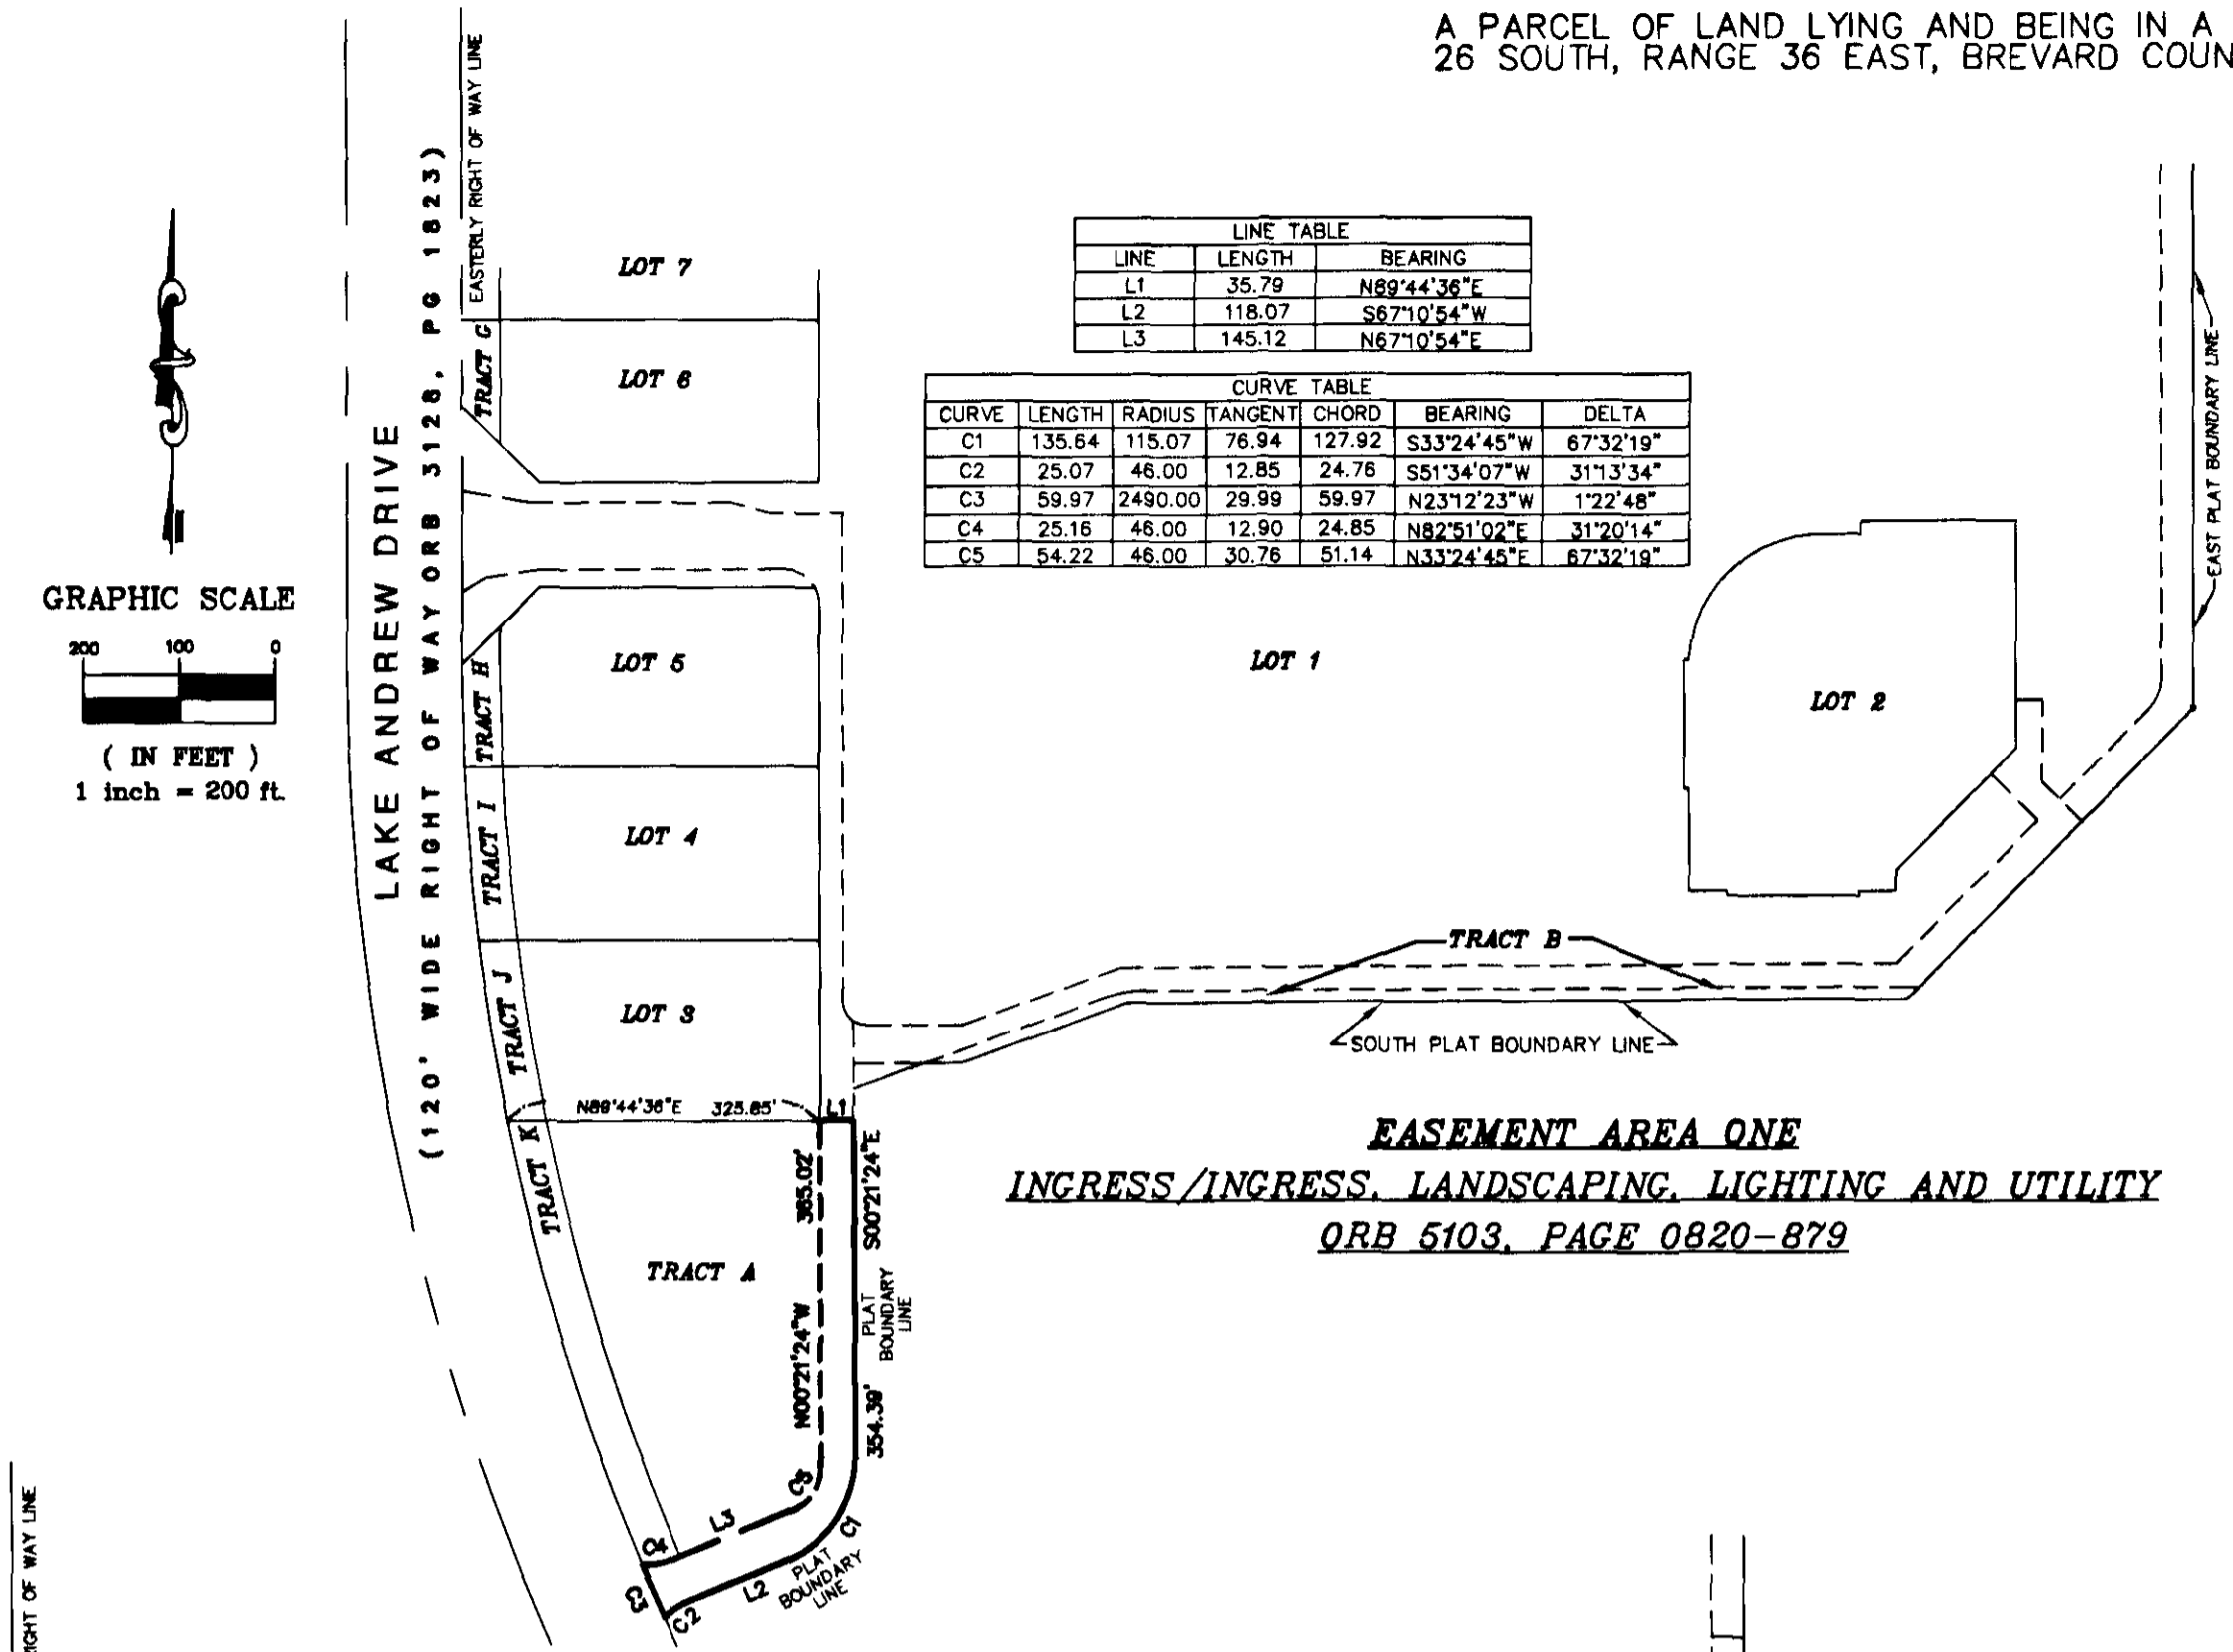 A PARCEL OF LAND LYING AND BEING IN A
26 SOUTH, RANGE 36 EAST, BREVARD COUN
EASTERLY RIGHT OF WAY LINE
LAKE ANDREW DRIVE
(120' WIDE RIGHT OF WAY ORB 3128, PG 1823)
GRAPHIC SCALE
200 100 0
( IN FEET )
1 inch = 200 ft.
LINE TABLE
LINE LENGTH BEARING
L1 35.79 N89°44'36"E
L2 118.07 S67°10'54"W
L3 145.12 N67°10'54"E
CURVE TABLE
CURVE LENGTH RADIUS TANGENT CHORD BEARING DELTA
C1 135.64 115.07 76.94 127.92 S33°24'45"W 67°32'19"
C2 25.07 46.00 12.85 24.76 S51°34'07"W 31°13'34"
C3 59.97 2490.00 29.99 59.97 N23°12'23"W 1°22'48"
C4 25.16 46.00 12.90 24.85 N82°51'02"E 31°20'14"
C5 54.22 46.00 30.76 51.14 N33°24'45"E 67°32'19"
LOT 7
TRACT G
LOT 6
EAST PLAT BOUNDARY LINE
LOT 5
TRACT H
LOT 1
LOT 2
LOT 4
TRACT I
TRACT B
LOT 3
TRACT J
SOUTH PLAT BOUNDARY LINE
N89°44'36"E 325.85'
L1
TRACT K
365.02'
N00°21'24"W
S00°21'24"E
354.39'
PLAT
BOUNDARY
LINE
TRACT A
EASEMENT AREA ONE
INGRESS/INGRESS, LANDSCAPING, LIGHTING AND UTILITY
ORB 5103, PAGE 0820-879
C5
L3
C4
C1
C3
C2
L2
PLAT
BOUNDARY
LINE
RIGHT OF WAY LINE